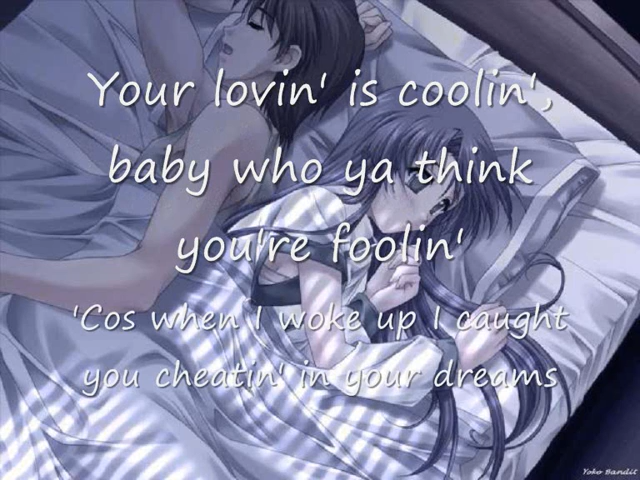 Your lovin' is coolin',
baby who ya think
you're foolin'
'Cos when I woke up I caught
you cheatin' in your dreams
Yoko Bandit